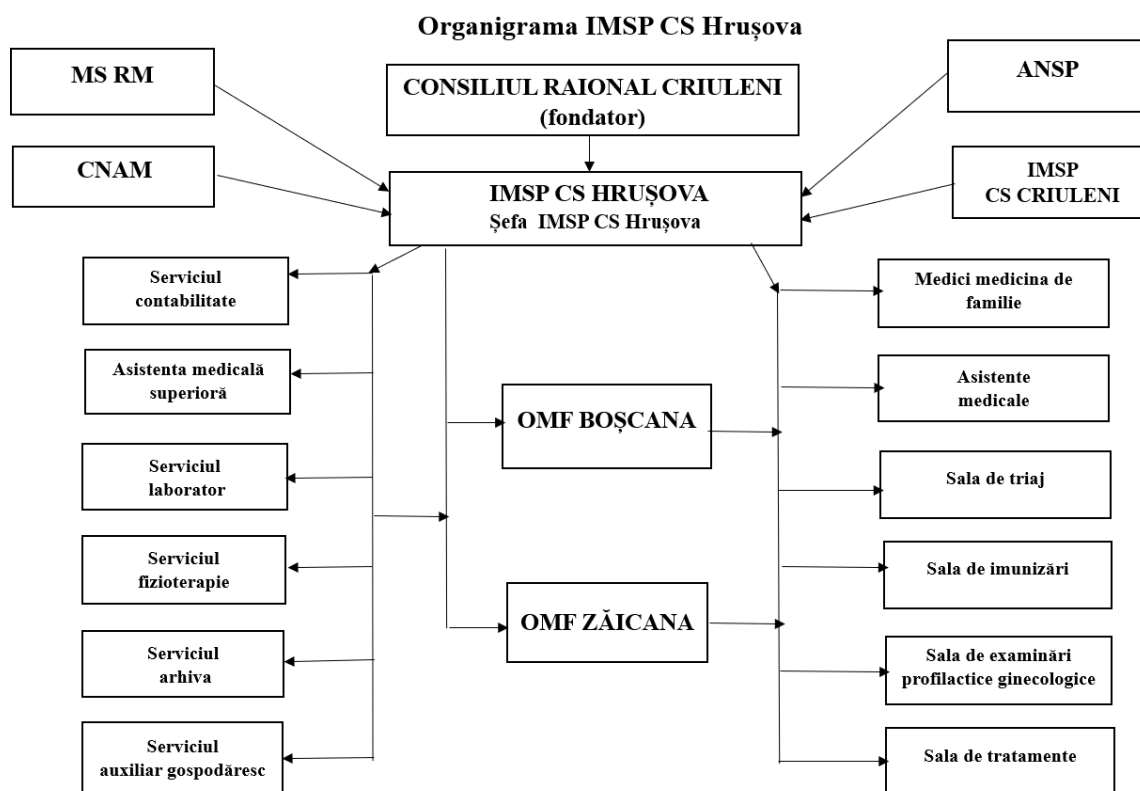 Organigrama IMSP CS Hrușova
MS RM
CONSILIUL RAIONAL CRIULENI
(fondator)
ANSP
CNAM
IMSP CS HRUȘOVA
Șefa IMSP CS Hrușova
IMSP
CS CRIULENI
Serviciul
contabilitate
Asistenta medicală
superioră
Serviciul
laborator
Serviciul
fizioterapie
Serviciul
arhiva
Serviciul
auxiliar gospodăresc
OMF BOȘCANA
OMF ZĂICANA
Medici medicina de
familie
Asistente
medicale
Sala de triaj
Sala de imunizări
Sala de examinări
profilactice ginecologice
Sala de tratamente